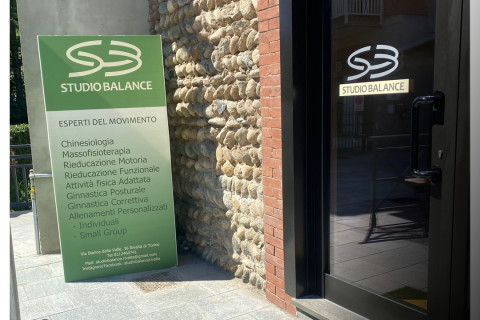 SB
STUDIO BALANCE
ESPERTI DEL MOVIMENTO
Chinesiologia
Massofisioterapia
Rieducazione Motoria
Rieducazione Funzionale
Attività fisica Adattata
Ginnastica Posturale
Ginnastica Correttiva
Allenamenti Personalizzati
- Individuali
- Small Group
Tel
SB
STUDIO BALANCE